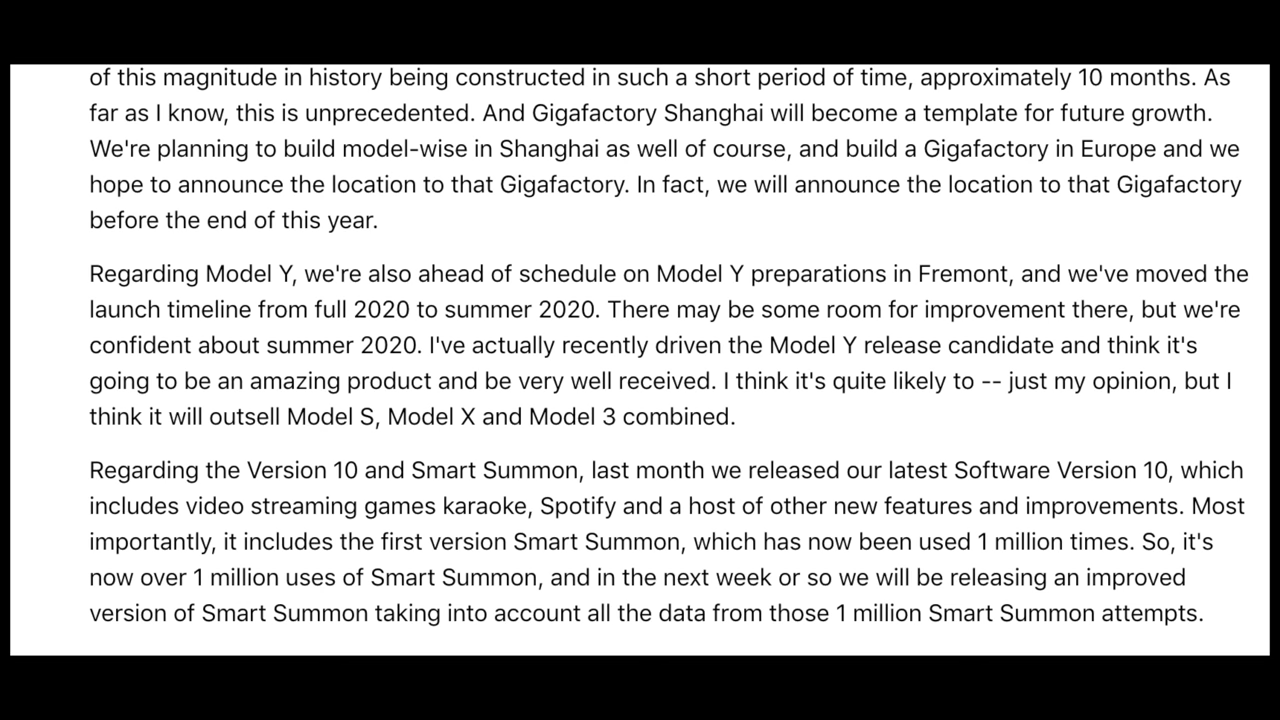 of this magnitude in history being constructed in such a short period of time, approximately 10 months. As
far as I know, this is unprecedented. And Gigafactory Shanghai will become a template for future growth.
We're planning to build model-wise in Shanghai as well of course, and build a Gigafactory in Europe and we
hope to announce the location to that Gigafactory. In fact, we will announce the location to that Gigafactory
before the end of this year.
Regarding Model Y, we're also ahead of schedule on Model Y preparations in Fremont, and we've moved the
launch timeline from full 2020 to summer 2020. There may be some room for improvement there, but we're
confident about summer 2020. I've actually recently driven the Model Y release candidate and think it's
going to be an amazing product and be very well received. I think it's quite likely to -- just my opinion, but I
think it will outsell Model S, Model X and Model 3 combined.
Regarding the Version 10 and Smart Summon, last month we released our latest Software Version 10, which
includes video streaming games karaoke, Spotify and a host of other new features and improvements. Most
importantly, it includes the first version Smart Summon, which has now been used 1 million times. So, it's
now over 1 million uses of Smart Summon, and in the next week or so we will be releasing an improved
version of Smart Summon taking into account all the data from those 1 million Smart Summon attempts.